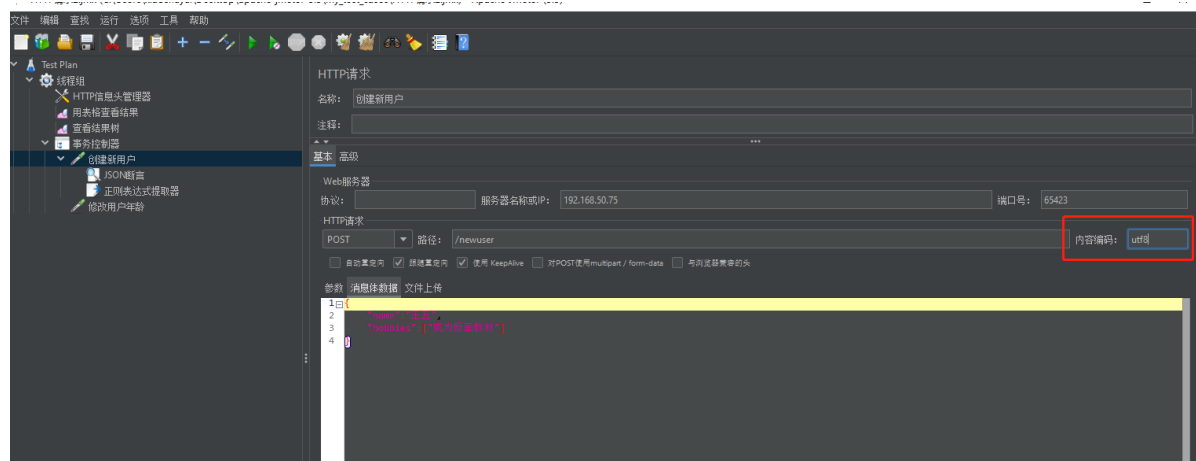 文件 编辑 查找 运行 选项 工具 帮助
Test Plan
线程组
HTTP信息头管理器
用表格查看结果
查看结果树
事务控制器
创建新用户
JSON断言
正则表达式提取器
修改用户年龄
HTTP请求
名称: 创建新用户
注释:
基本 高级
Web服务器
协议: 服务器名称或IP: 192.168.50.75 端口号: 65423
HTTP请求
POST 路径: /newuser 内容编码: utf8
自动重定向 跟随重定向 使用 KeepAlive 对POST使用multipart / form-data 与浏览器兼容的头
参数 消息体数据 文件上传
1 {
2 "name":
3 "hobbies":[
4 }